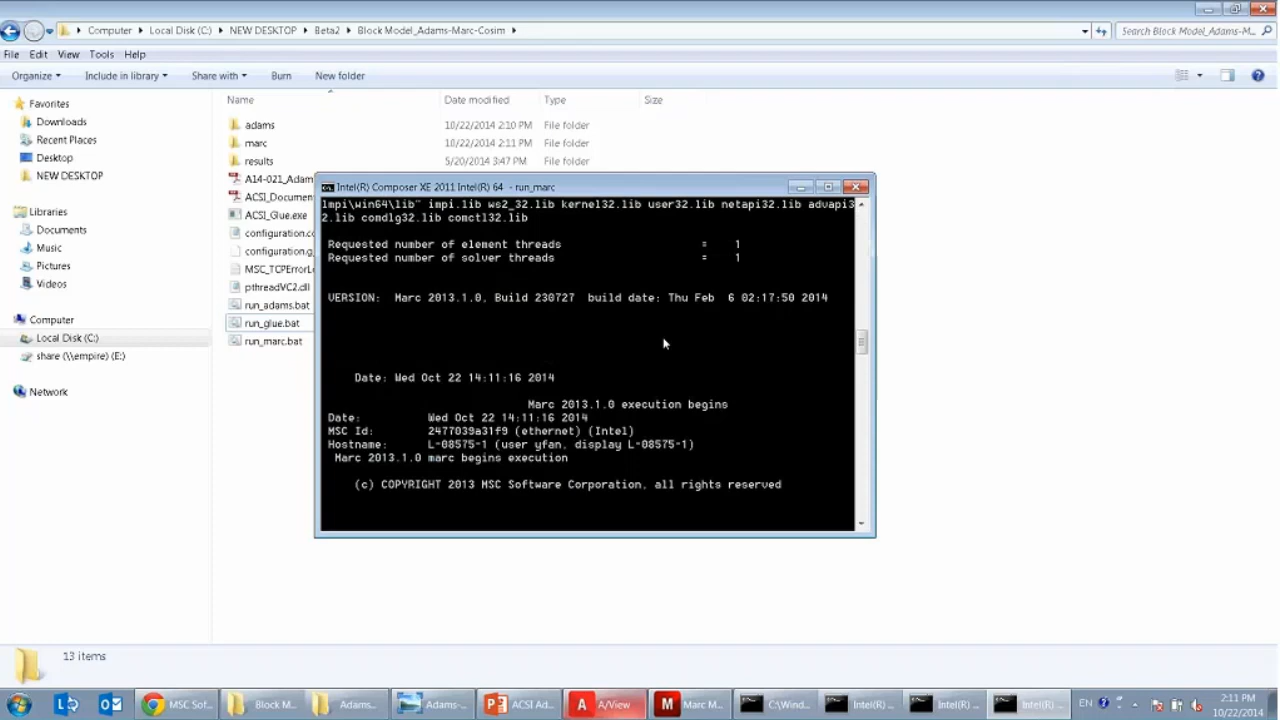 Computer ▸ Local Disk (C:) ▸ NEW DESKTOP ▸ Beta2 ▸ Block Model_Adams-Marc-Cosim ▸
Search Block Model_Adams-M...
File Edit View Tools Help
Organize Include in library Share with Burn New folder
Favorites
Downloads
Recent Places
Desktop
NEW DESKTOP
Libraries
Documents
Music
Pictures
Videos
Computer
Local Disk (C:)
share (\\empire) (E:)
Network
Name Date modified Type Size
adams 10/22/2014 2:10 PM File folder
marc 10/22/2014 2:11 PM File folder
results 5/20/2014 3:47 PM File folder
A14-021_Adam
ACSI_Documen
ACSI_Glue.exe
configuration.co
configuration.g
MSC_TCPErrorLo
pthreadVC2.dll
run_adams.bat
run_glue.bat
run_marc.bat
Intel(R) Composer XE 2011 Intel(R) 64 - run_marc
impi\win64\lib" impi.lib ws2_32.lib kernel32.lib user32.lib netapi32.lib advapi3
2.lib comdlg32.lib comctl32.lib
Requested number of element threads = 1
Requested number of solver threads = 1
VERSION: Marc 2013.1.0, Build 230727 build date: Thu Feb 6 02:17:50 2014
Date: Wed Oct 22 14:11:16 2014
Marc 2013.1.0 execution begins
Date: Wed Oct 22 14:11:16 2014
MSC Id: 2477039a31f9 (ethernet) (Intel)
Hostname: L-08575-1 (user yfan, display L-08575-1)
Marc 2013.1.0 marc begins execution
(c) COPYRIGHT 2013 MSC Software Corporation, all rights reserved
13 items
MSC Sof... Block M... Adams... Adams-... ACSI Ad... A/View Marc M... C:\Wind... Intel(R)... Intel(R)... Intel(R)... EN
2:11 PM
10/22/2014